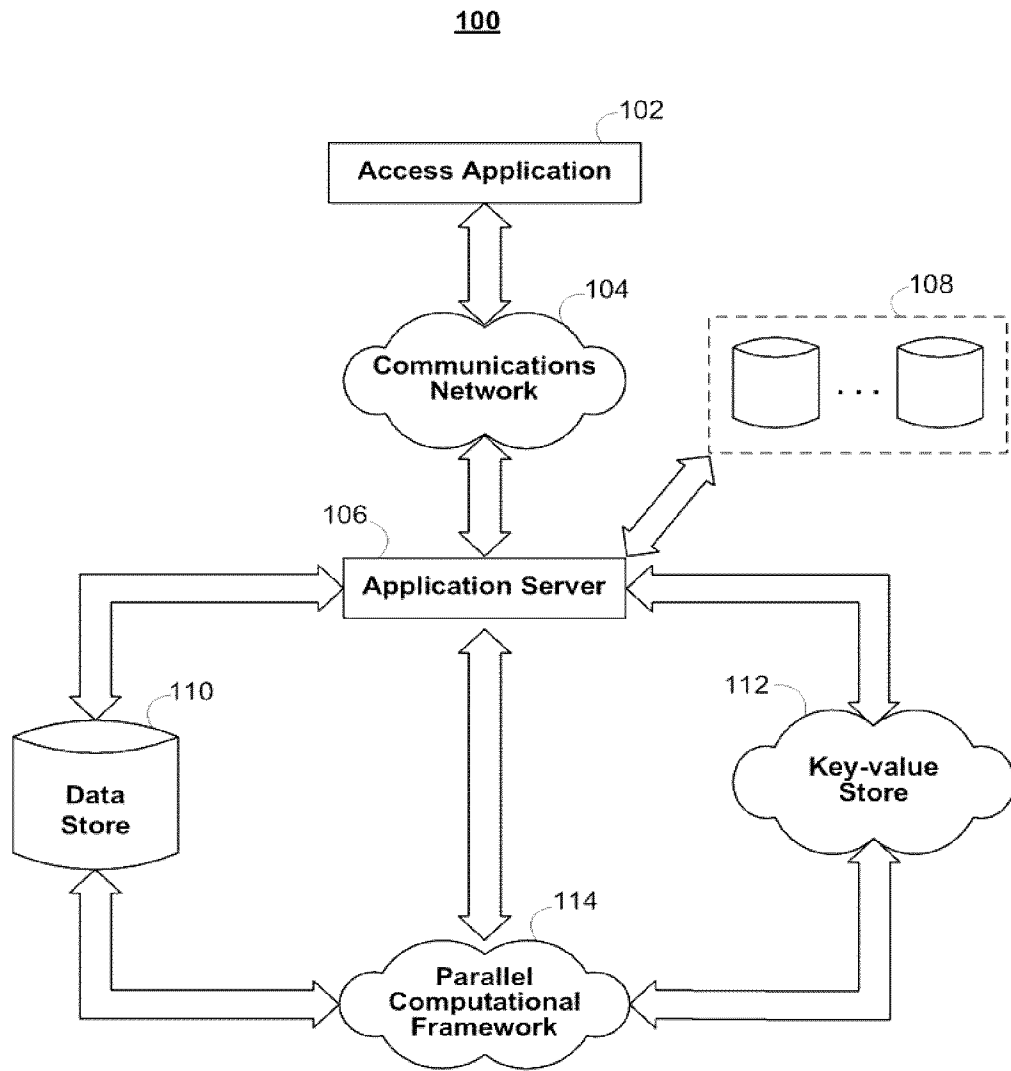 100
102
Access Application
104
Communications
Network
108
. . .
106
Application Server
110
Data
Store
112
Key-value
Store
114
Parallel
Computational
Framework